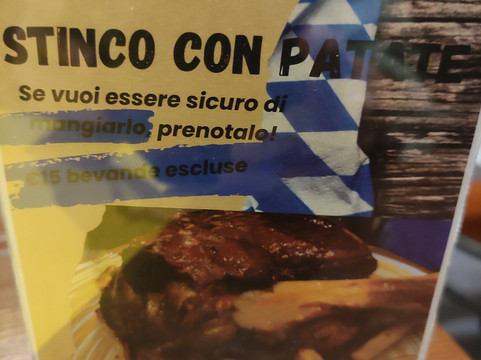 STINCO CON PATATE
Se vuoi essere sicuro di
mangiarlo, prenotalo!
€15 bevande escluse